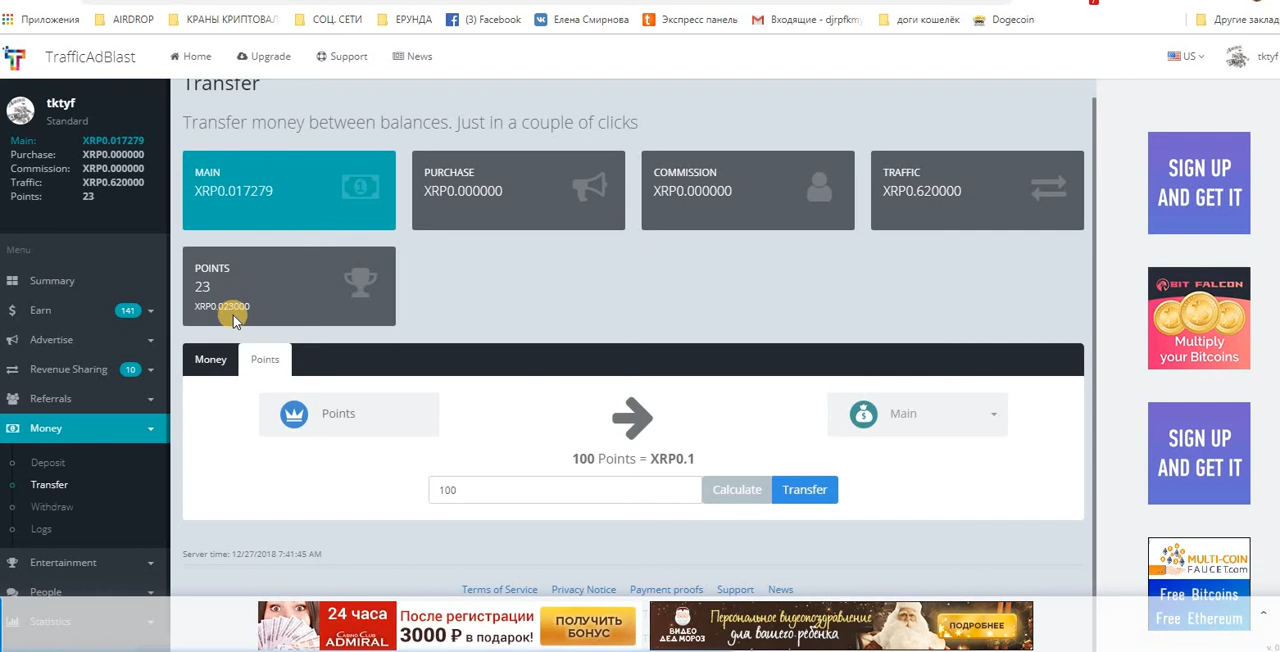 Приложения AIRDROP КРАНЫ КРИПТОВАЛ СОЦ. СЕТИ ЕРУНДА (3) Facebook Елена Смирнова Экспресс панель Входящие - djrpfkm доги кошелёк Dogecoin Другие заклад
TrafficAdBlast Home Upgrade Support News US tktyf
tktyf
Standard
Main: XRP0.017279
Purchase: XRP0.000000
Commission: XRP0.000000
Traffic: XRP0.620000
Points: 23
Menu
Summary
Earn 141
Advertise
Revenue Sharing 10
Referrals
Money
Deposit
Transfer
Withdraw
Logs
Entertainment
People
Statistics
Transfer
Transfer money between balances. Just in a couple of clicks
MAIN
XRP0.017279
PURCHASE
XRP0.000000
COMMISSION
XRP0.000000
TRAFFIC
XRP0.620000
POINTS
23
XRP0.023000
Money Points
Points Main
100 Points = XRP0.1
100 Calculate Transfer
Server time: 12/27/2018 7:41:45 AM
Terms of Service Privacy Notice Payment proofs Support News
SIGN UP
AND GET IT
BIT FALCON
Multiply
your Bitcoins
SIGN UP
AND GET IT
MULTI-COIN
FAUCET.com
Free Bitcoins
Free Ethereum
24 часа
CASINO CLUB
ADMIRAL
После регистрации
3000 ₽ в подарок!
ПОЛУЧИТЬ
БОНУС
ВИДЕО
ДЕД МОРОЗ
Персональное видеопоздравление
для вашего ребенка
ПОДРОБНЕЕ